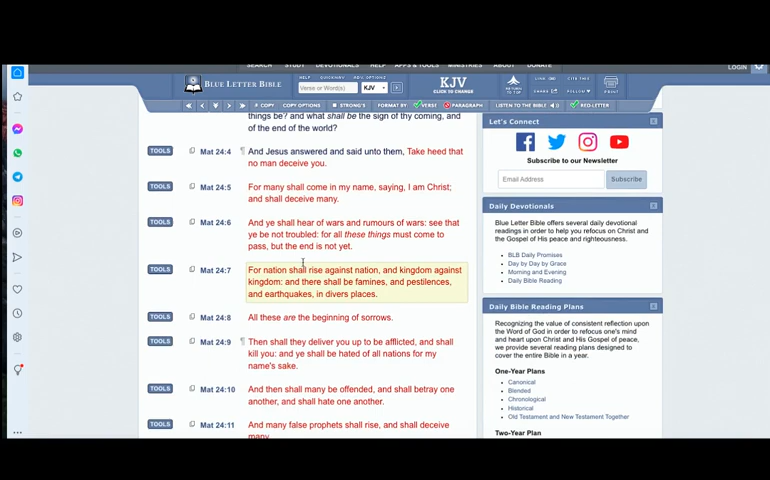 SEARCH STUDY DEVOTIONALS HELP APPS & TOOLS MINISTRIES ABOUT DONATE
LOGIN
BLUE LETTER BIBLE
HELP QUICKNAV ADV. OPTIONS
Verse or Word(s) KJV
KJV
CLICK TO CHANGE
RETURN TO TOP
LINK
SHARE
CITE THIS
FOLLOW
PRINT
COPY COPY OPTIONS STRONG'S FORMAT BY VERSE PARAGRAPH LISTEN TO THE BIBLE RED-LETTER
things be? and what shall be the sign of thy coming, and
of the end of the world?
TOOLS Mat 24:4 ¶ And Jesus answered and said unto them, Take heed that
no man deceive you.
TOOLS Mat 24:5 For many shall come in my name, saying, I am Christ;
and shall deceive many.
TOOLS Mat 24:6 And ye shall hear of wars and rumours of wars: see that
ye be not troubled: for all these things must come to
pass, but the end is not yet.
TOOLS Mat 24:7 For nation shall rise against nation, and kingdom against
kingdom: and there shall be famines, and pestilences,
and earthquakes, in divers places.
TOOLS Mat 24:8 All these are the beginning of sorrows.
TOOLS Mat 24:9 ¶ Then shall they deliver you up to be afflicted, and shall
kill you: and ye shall be hated of all nations for my
name's sake.
TOOLS Mat 24:10 And then shall many be offended, and shall betray one
another, and shall hate one another.
TOOLS Mat 24:11 And many false prophets shall rise, and shall deceive
many.
Let's Connect
Subscribe to our Newsletter
Email Address Subscribe
Daily Devotionals
Blue Letter Bible offers several daily devotional
readings in order to help you refocus on Christ and
the Gospel of His peace and righteousness.
BLB Daily Promises
Day by Day by Grace
Morning and Evening
Daily Bible Reading
Daily Bible Reading Plans
Recognizing the value of consistent reflection upon
the Word of God in order to refocus one's mind
and heart upon Christ and His Gospel of peace,
we provide several reading plans designed to
cover the entire Bible in a year.
One-Year Plans
Canonical
Blended
Chronological
Historical
Old Testament and New Testament Together
Two-Year Plan